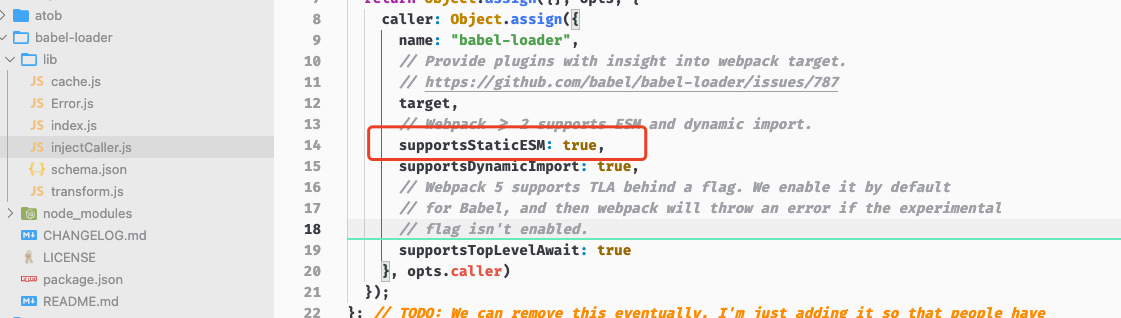 atob
babel-loader
lib
JS cache.js
JS Error.js
JS index.js
JS injectCaller.js
{..} schema.json
JS transform.js
node_modules
CHANGELOG.md
LICENSE
package.json
README.md
8 caller: Object.assign({
9 name: "babel-loader",
10 // Provide plugins with insight into webpack target.
11 // https://github.com/babel/babel-loader/issues/787
12 target,
13 // Webpack >= 2 supports ESM and dynamic import.
14 supportsStaticESM: true,
15 supportsDynamicImport: true,
16 // Webpack 5 supports TLA behind a flag. We enable it by default
17 // for Babel, and then webpack will throw an error if the experimental
18 // flag isn't enabled.
19 supportsTopLevelAwait: true
20 }, opts.caller)
21 });
22 }; // TODO: We can remove this eventually, I'm just adding it so that people have